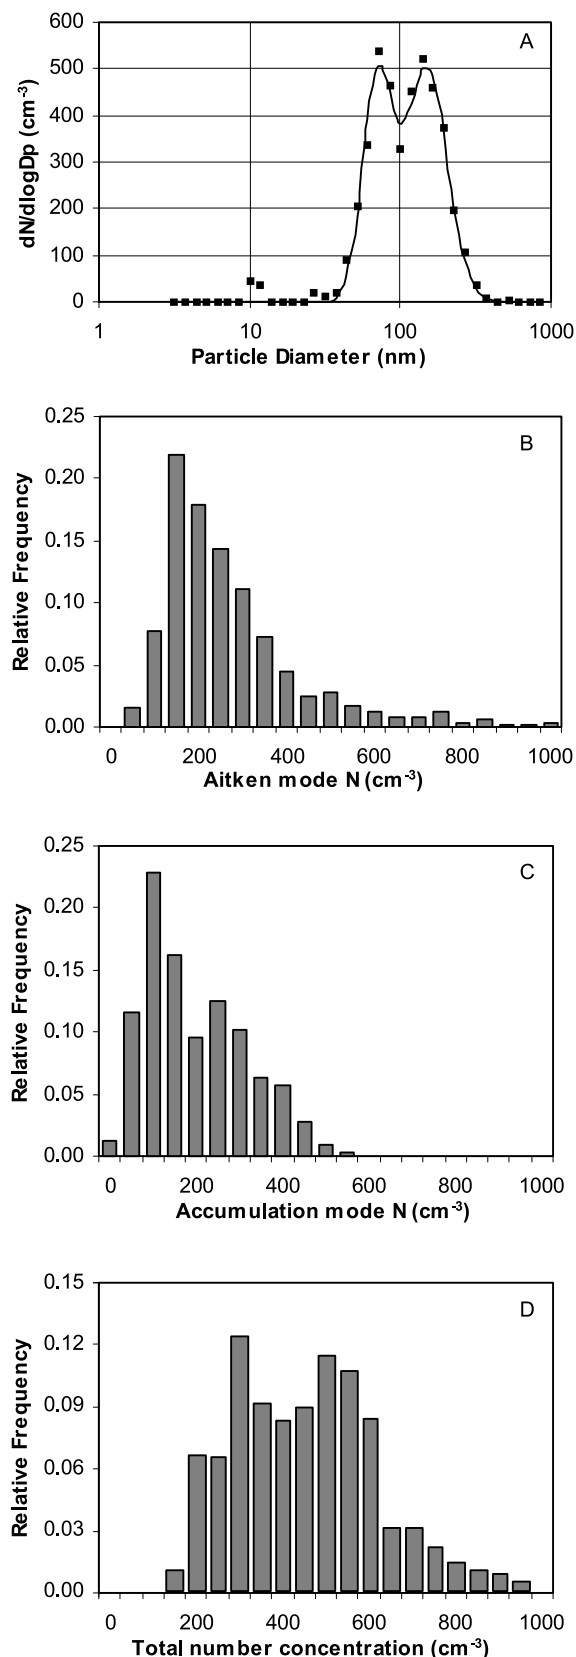 600
A
500
400
300
200
100
0
dN/dlogDp (cm-3)
1 10 100 1000
Particle Diameter (nm)
0.25
B
0.20
0.15
0.10
0.05
0.00
Relative Frequency
0 200 400 600 800 1000
Aitken mode N (cm-3)
0.25
C
0.20
0.15
0.10
0.05
0.00
Relative Frequency
0 200 400 600 800 1000
Accumulation mode N (cm-3)
0.15
D
0.12
0.09
0.06
0.03
0.00
Relative Frequency
0 200 400 600 800 1000
Total number concentration (cm-3)